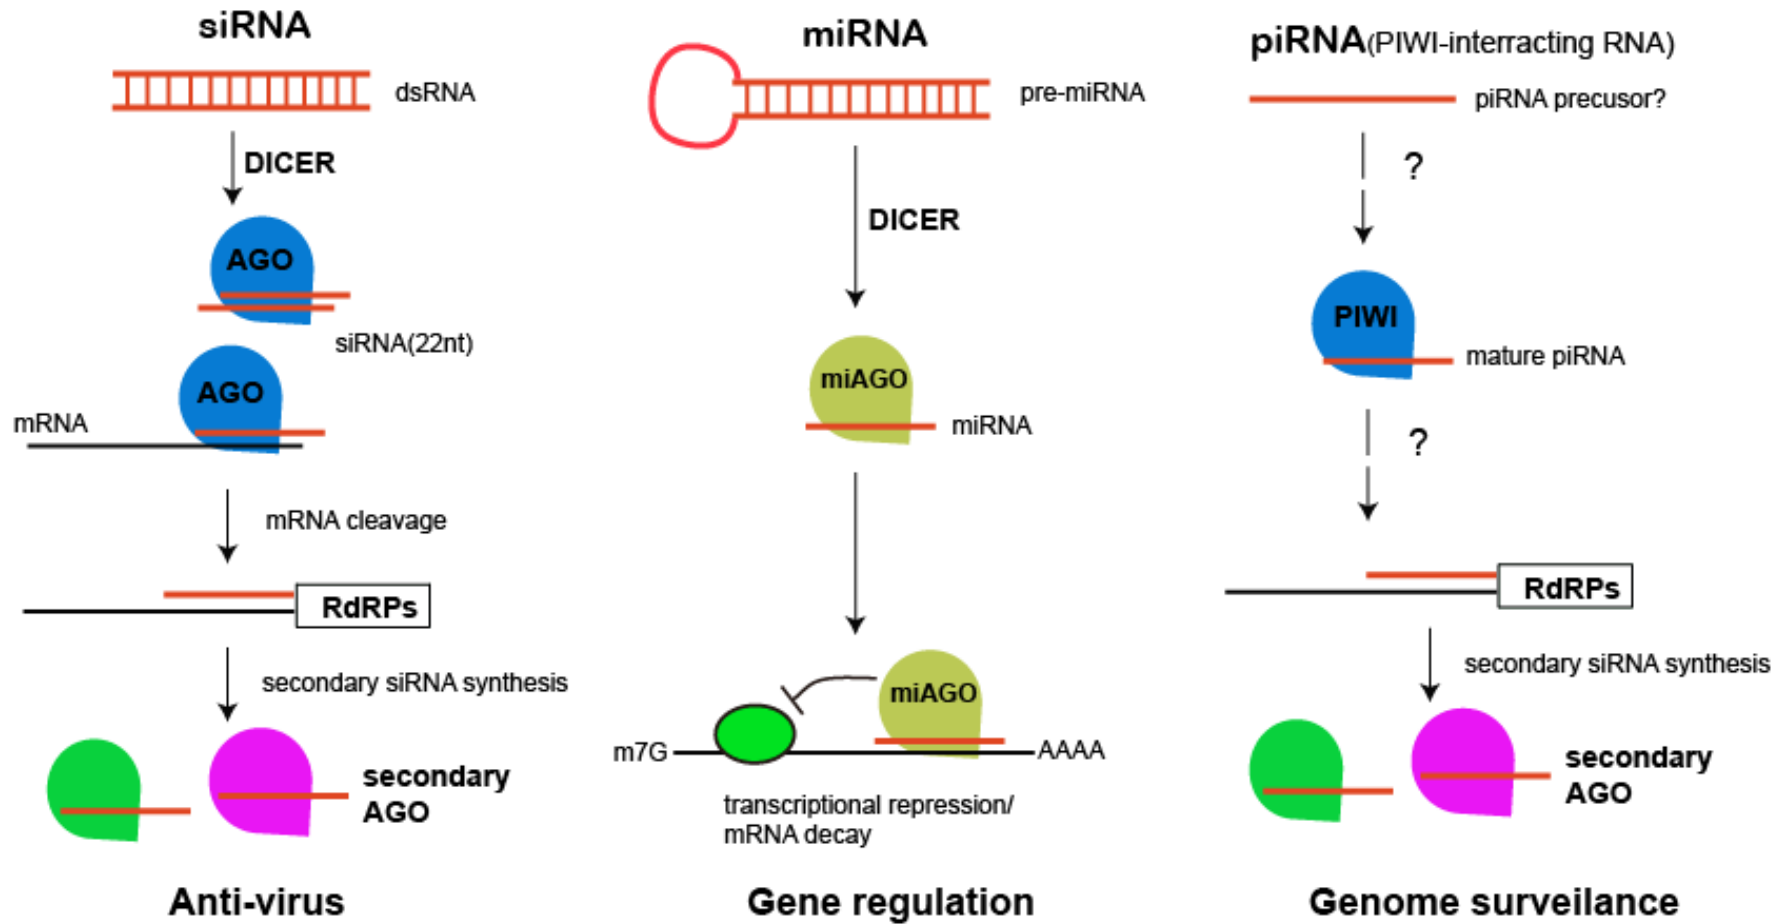 siRNA
dsRNA
DICER
AGO
siRNA(22nt)
AGO
mRNA
mRNA cleavage
RdRPs
secondary siRNA synthesis
secondary
AGO
Anti-virus
miRNA
pre-miRNA
DICER
miAGO
miRNA
miAGO
m7G
AAAA
transcriptional repression/
mRNA decay
Gene regulation
piRNA(PIWI-interracting RNA)
piRNA precusor?
?
PIWI
mature piRNA
?
RdRPs
secondary siRNA synthesis
secondary
AGO
Genome surveilance